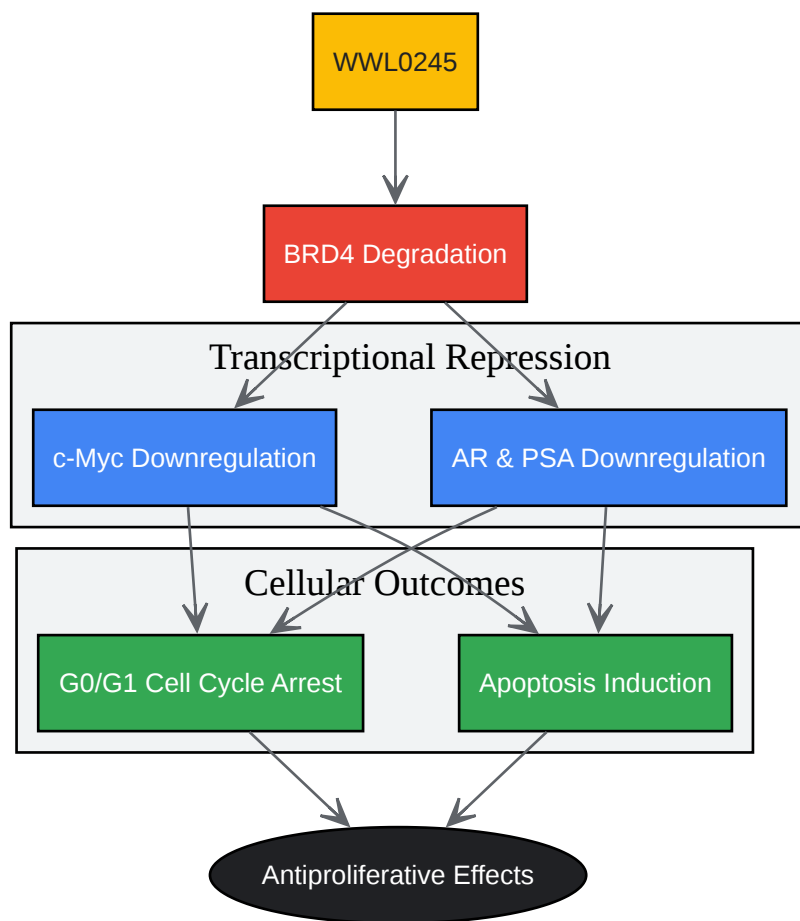 WWL0245
BRD4 Degradation
Transcriptional Repression
c-Myc Downregulation
AR & PSA Downregulation
Cellular Outcomes
G0/G1 Cell Cycle Arrest
Apoptosis Induction
Antiproliferative Effects